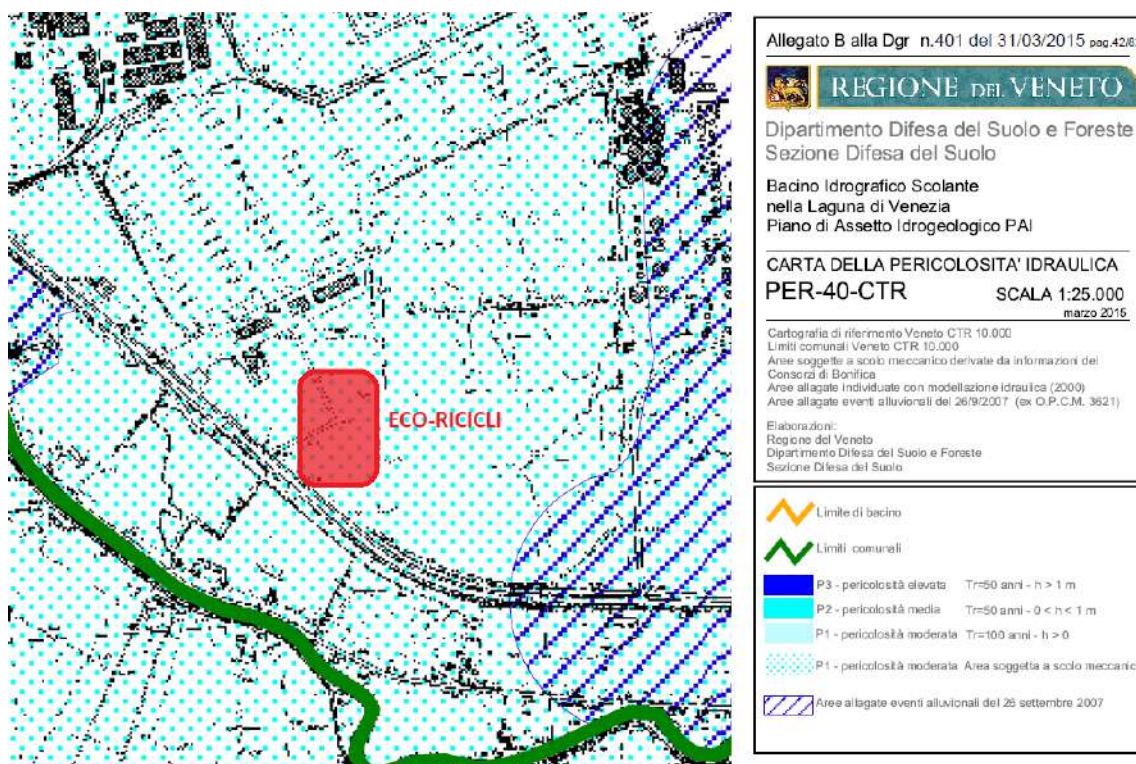 ECO-RICICLI
Allegato B alla Dgr n.401 del 31/03/2015 pag.42/6
REGIONE DEL VENETO
Dipartimento Difesa del Suolo e Foreste
Sezione Difesa del Suolo
Bacino Idrografico Scolante
nella Laguna di Venezia
Piano di Assetto Idrogeologico PAI
CARTA DELLA PERICOLOSITA' IDRAULICA
PER-40-CTR SCALA 1:25.000
marzo 2015
Cartografia di riferimento Veneto CTR 10.000
Limiti comunali Veneto CTR 10.000
Aree soggette a scolo meccanico derivate da informazioni dei
Consorzi di Bonifica
Aree allagate individuate con modellazione idraulica (2000)
Aree allagate eventi alluvionali del 26/9/2007 (ex O.P.C.M. 3621)
Elaborazioni:
Regione del Veneto
Dipartimento Difesa del Suolo e Foreste
Sezione Difesa del Suolo
Limite di bacino
Limiti comunali
P3 - pericolosità elevata Tr=50 anni - h > 1 m
P2 - pericolosità media Tr=50 anni - 0 < h < 1 m
P1 - pericolosità moderata Tr=100 anni - h > 0
P1 - pericolosità moderata Area soggetta a scolo meccanic
Aree allagate eventi alluvionali del 26 settembre 2007